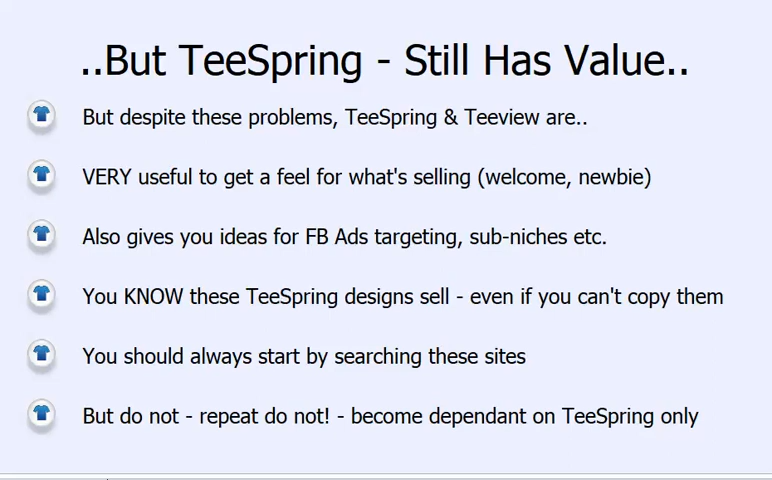 ..But TeeSpring - Still Has Value..
But despite these problems, TeeSpring & Teeview are..
VERY useful to get a feel for what's selling (welcome, newbie)
Also gives you ideas for FB Ads targeting, sub-niches etc.
You KNOW these TeeSpring designs sell - even if you can't copy them
You should always start by searching these sites
But do not - repeat do not! - become dependant on TeeSpring only